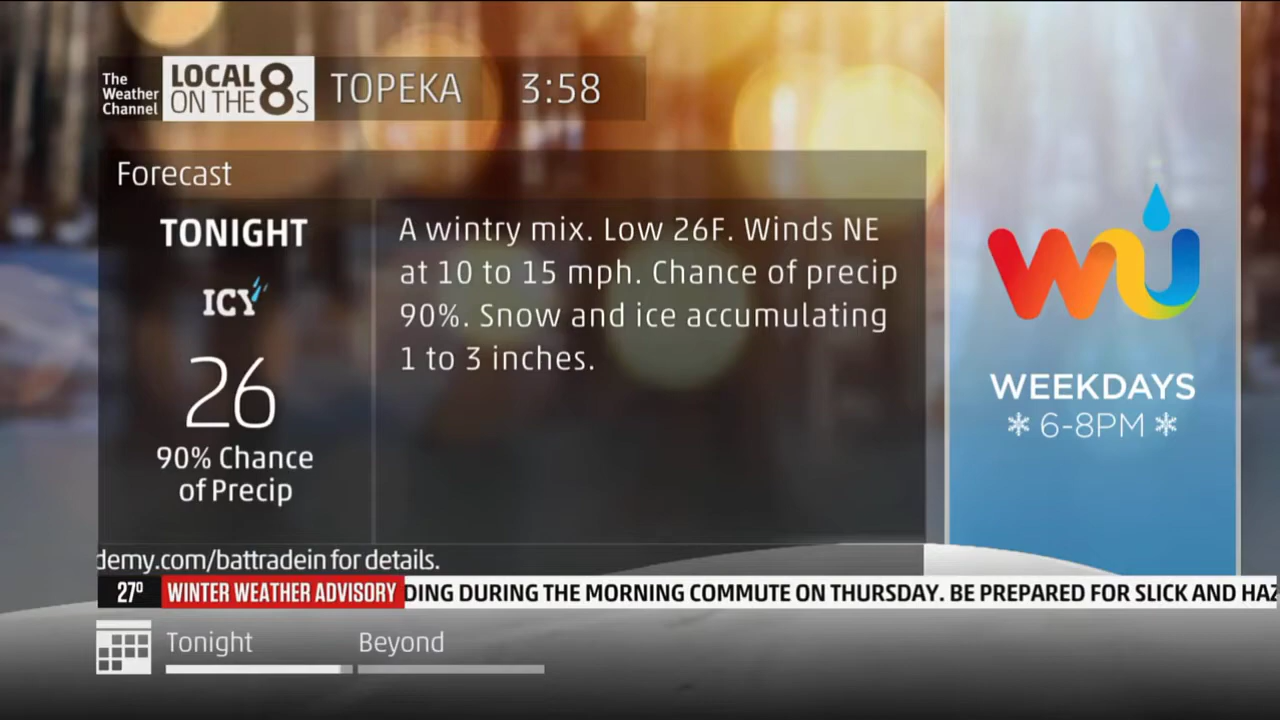 The
Weather
Channel
LOCAL
ON THE 8s
TOPEKA
3:58
Forecast
TONIGHT
ICY
26
90% Chance
of Precip
A wintry mix. Low 26F. Winds NE
at 10 to 15 mph. Chance of precip
90%. Snow and ice accumulating
1 to 3 inches.
WU
WEEKDAYS
6-8PM
demy.com/battradein for details.
27° WINTER WEATHER ADVISORY DING DURING THE MORNING COMMUTE ON THURSDAY. BE PREPARED FOR SLICK AND HAZ
Tonight
Beyond